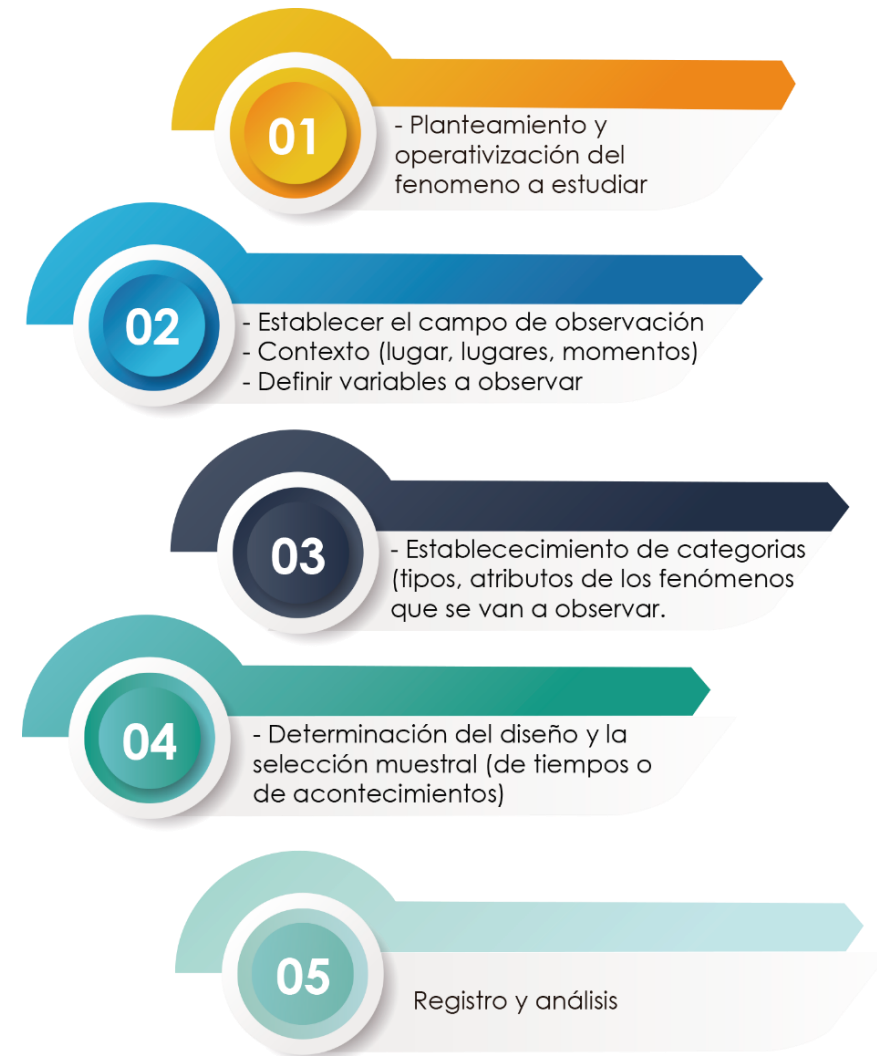 01
- Planteamiento y
operativización del
fenomeno a estudiar
02
- Establecer el campo de observación
- Contexto (lugar, lugares, momentos)
- Definir variables a observar
03
- Establececimiento de categorias
(tipos, atributos de los fenómenos
que se van a observar.
04
- Determinación del diseño y la
selección muestral (de tiempos o
de acontecimientos)
05
Registro y análisis